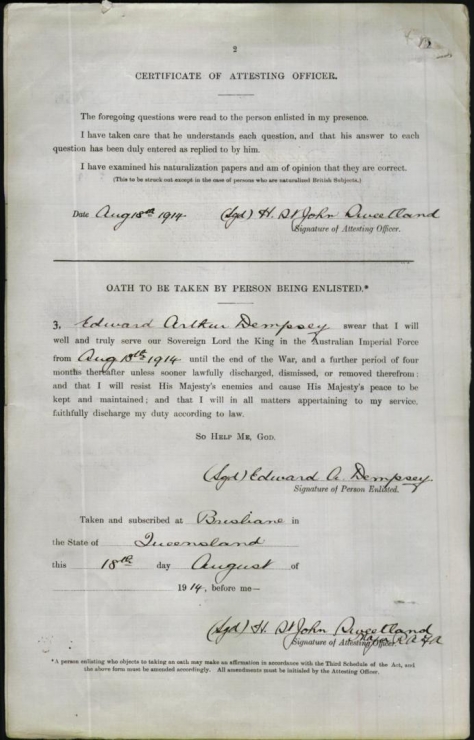 2
CERTIFICATE OF ATTESTING OFFICER.
The foregoing questions were read to the person enlisted in my presence.
I have taken care that he understands each question, and that his answer to each
question has been duly entered as replied to by him.
I have examined his naturalization papers and am of opinion that they are correct.
(This to be struck out except in the case of persons who are naturalized British Subjects.)
Date Aug 18th 1914 (Sgd) H. St John Sweetland
Signature of Attesting Officer.
OATH TO BE TAKEN BY PERSON BEING ENLISTED.*
3, Edward Arthur Dempsey swear that I will
well and truly serve our Sovereign Lord the King in the Australian Imperial Force
from Aug 18th 1914 until the end of the War, and a further period of four
months thereafter unless sooner lawfully discharged, dismissed, or removed therefrom;
and that I will resist His Majesty's enemies and cause His Majesty's peace to be
kept and maintained; and that I will in all matters appertaining to my service,
faithfully discharge my duty according to law.
SO HELP ME, GOD.
(Sgd) Edward A. Dempsey
Signature of Person Enlisted.
Taken and subscribed at Brisbane in
the State of Queensland
this 18th day August of
1914, before me—
(Sgd) H. St John Sweetland
Signature of Attesting Officer. Major
*A person enlisting who objects to taking an oath may make an affirmation in accordance with the Third Schedule of the Act, and
the above form must be amended accordingly. All amendments must be initialed by the Attesting Officer.